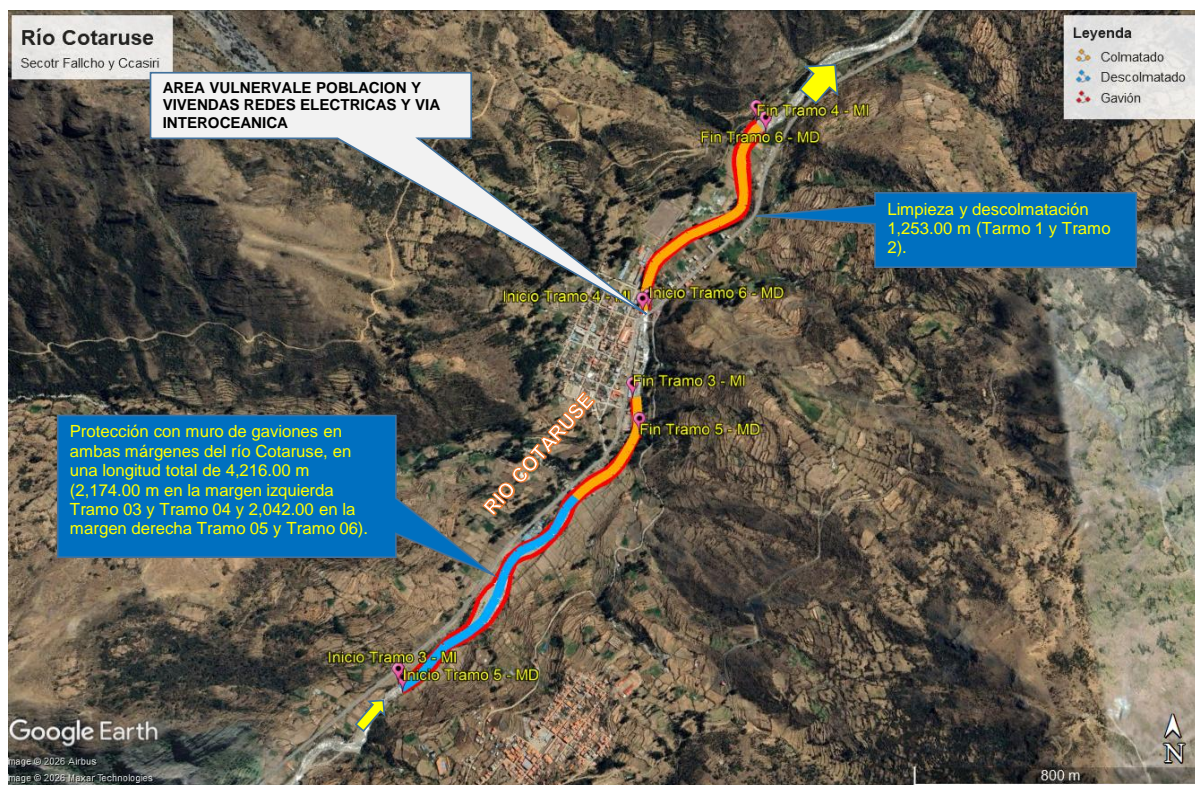 Río Cotaruse
Secotr Fallcho y Ccasiri
Leyenda
Colmatado
Descolmatado
Gavión
AREA VULNERVALE POBLACION Y
VIVENDAS REDES ELECTRICAS Y VIA
INTEROCEANICA
Fin Tramo 4 - MI
Fin Tramo 6 - MD
Limpieza y descolmatación
1,253.00 m (Tarmo 1 y Tramo
2).
Inicio Tramo 4 - MI
Inicio Tramo 6 - MD
Fin Tramo 3 - MI
Fin Tramo 5 - MD
RIO COTARUSE
Protección con muro de gaviones en
ambas márgenes del río Cotaruse, en
una longitud total de 4,216.00 m
(2,174.00 m en la margen izquierda
Tramo 03 y Tramo 04 y 2,042.00 en la
margen derecha Tramo 05 y Tramo 06).
Inicio Tramo 3 - MI
Inicio Tramo 5 - MD
Google Earth
mage © 2026 Airbus
mage © 2026 Maxar Technologies
N
800 m